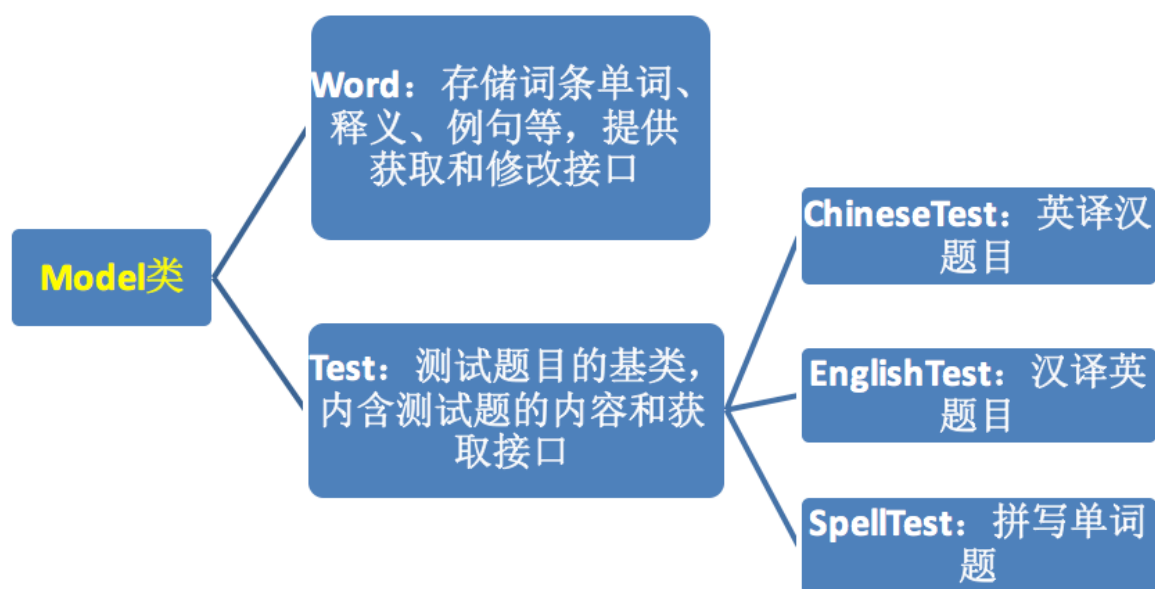 Model类
Word：存储词条单词、
释义、例句等，提供
获取和修改接口
Test：测试题目的基类，
内含测试题的内容和获
取接口
ChineseTest：英译汉
题目
EnglishTest：汉译英
题目
SpellTest：拼写单词
题